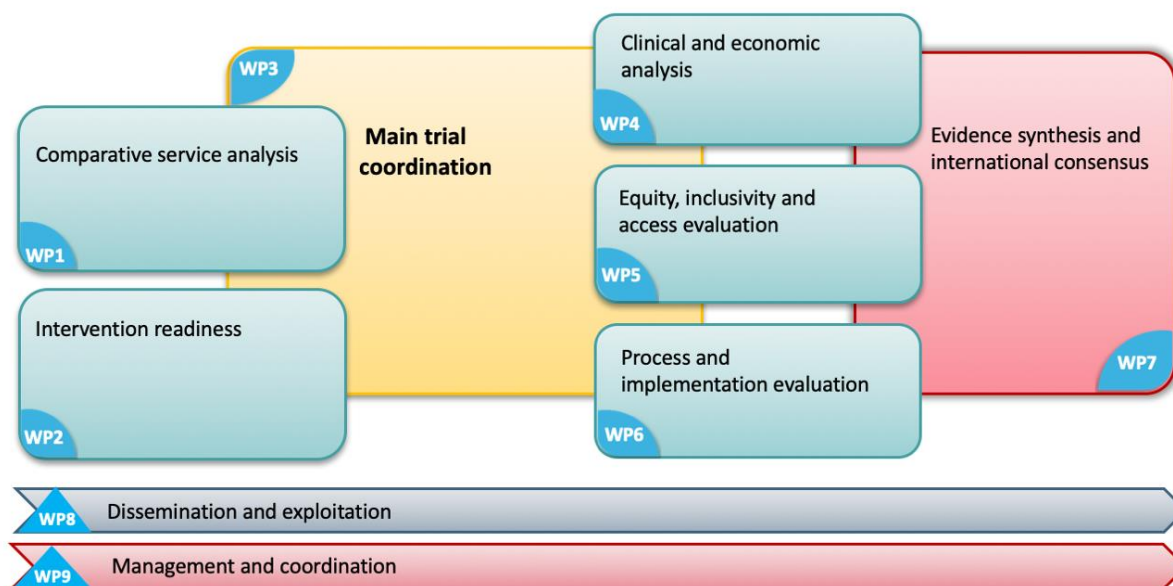 WP3
Main trial
coordination
Comparative service analysis
WP1
Intervention readiness
WP2
Clinical and economic
analysis
WP4
Equity, inclusivity and
access evaluation
WP5
Process and
implementation evaluation
WP6
Evidence synthesis and
international consensus
WP7
WP8
Dissemination and exploitation
WP9
Management and coordination